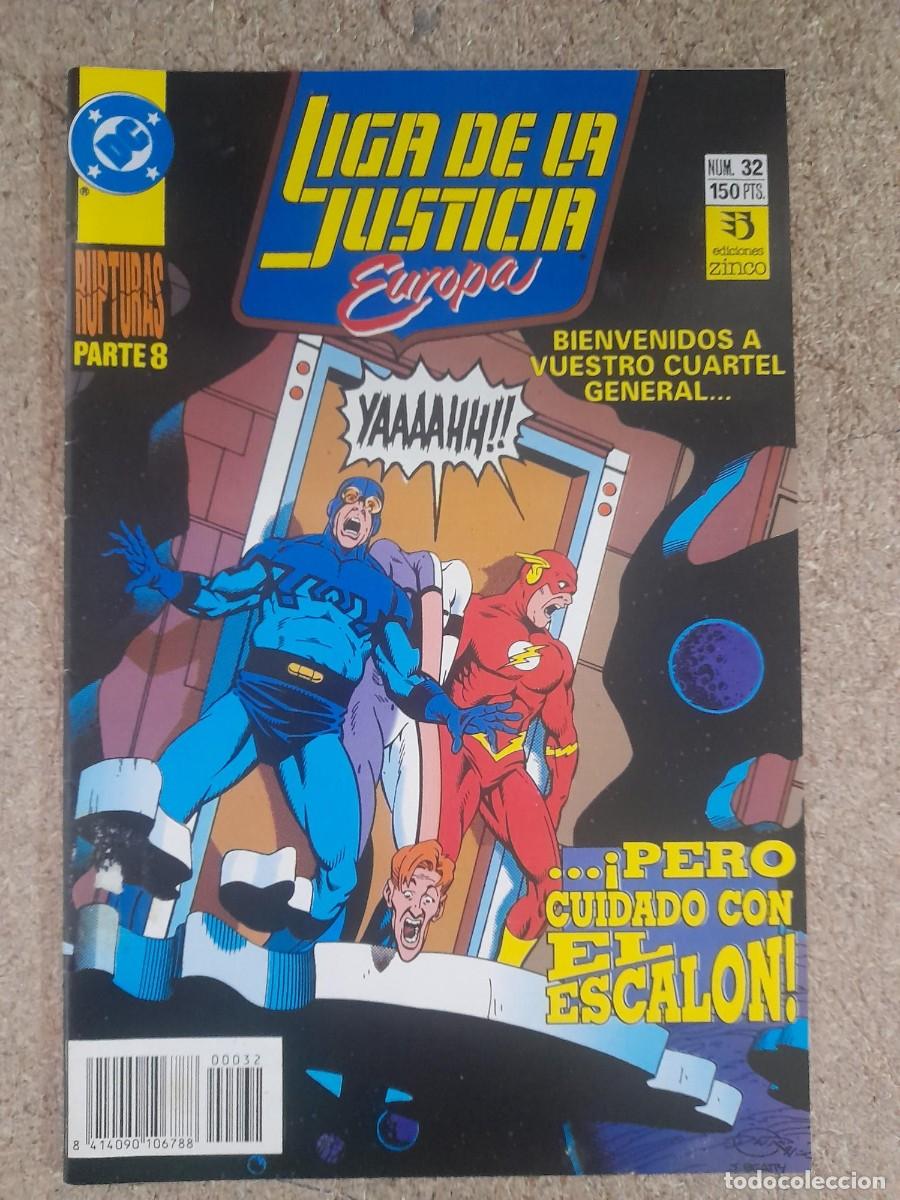 DC
®
LIGA DE LA
JUSTICIA
Europa
NUM. 32
150 PTS.
ediciones
zinco
RUPTURAS
PARTE 8
BIENVENIDOS A
VUESTRO CUARTEL
GENERAL...
YAAAAHH!!
...¡PERO
CUIDADO CON
EL
ESCALON!
00032
8 414090 106788
J. BEATTY
todocoleccion